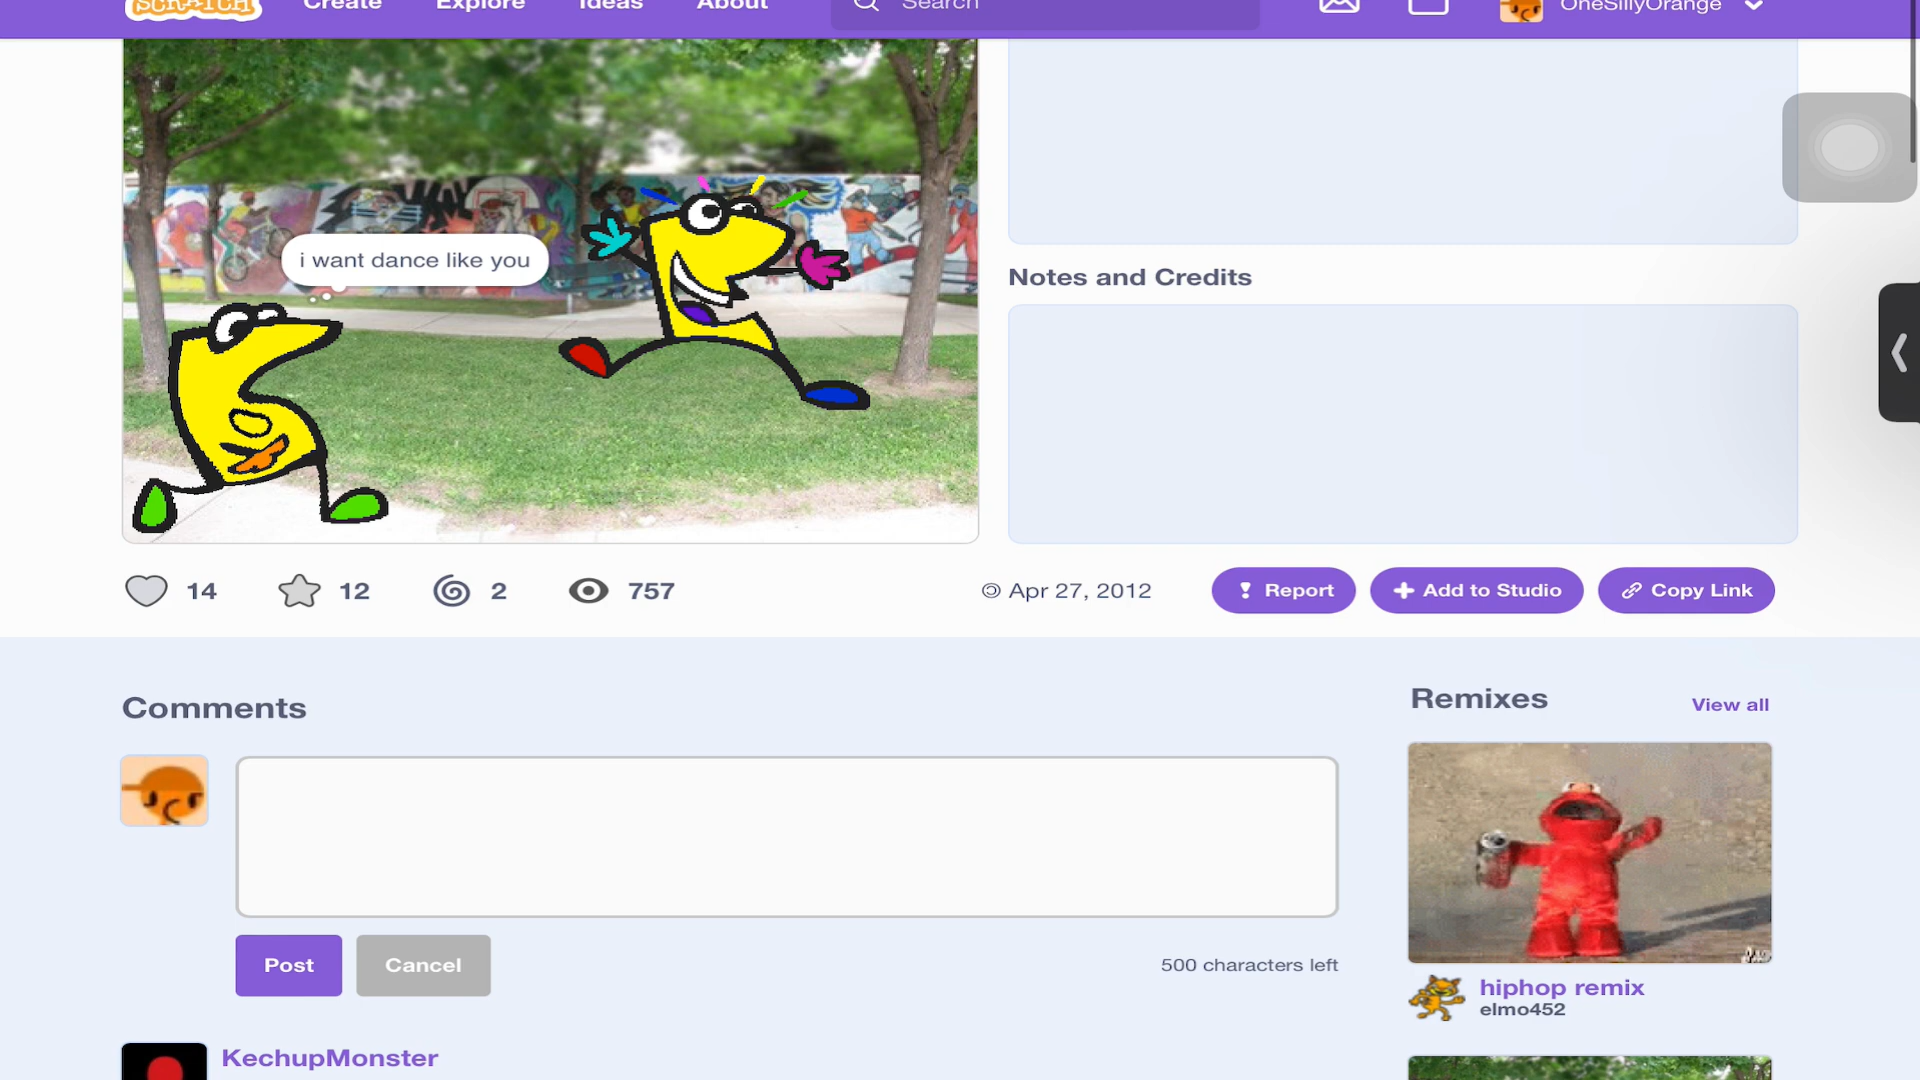 SCRATCH Create Explore Ideas About Search OneSillyOrange
i want dance like you
Notes and Credits
14 12 2 757 Apr 27, 2012 Report Add to Studio Copy Link
Comments
Remixes View all
Post Cancel 500 characters left
hiphop remix
elmo452
KechupMonster